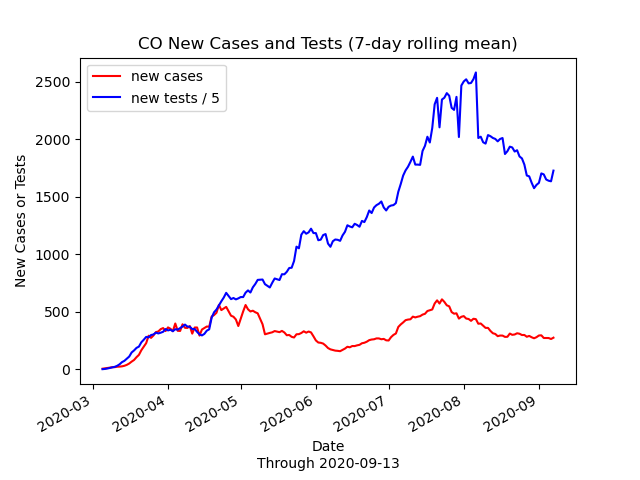 CO New Cases and Tests (7-day rolling mean)
new cases
new tests / 5
New Cases or Tests
2500
2000
1500
1000
500
0
2020-03
2020-04
2020-05
2020-06
2020-07
2020-08
2020-09
Date
Through 2020-09-13